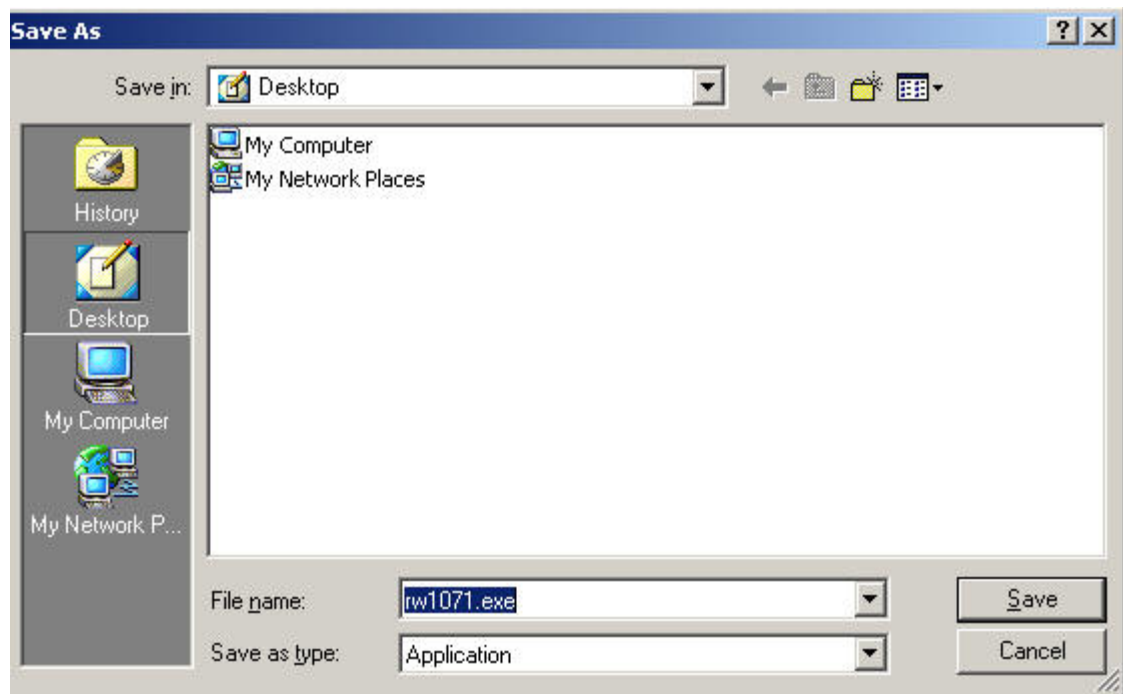 Save As
Save in:
Desktop
My Computer
My Network Places
History
Desktop
My Computer
My Network P...
File name:
rw1071.exe
Save
Save as type:
Application
Cancel